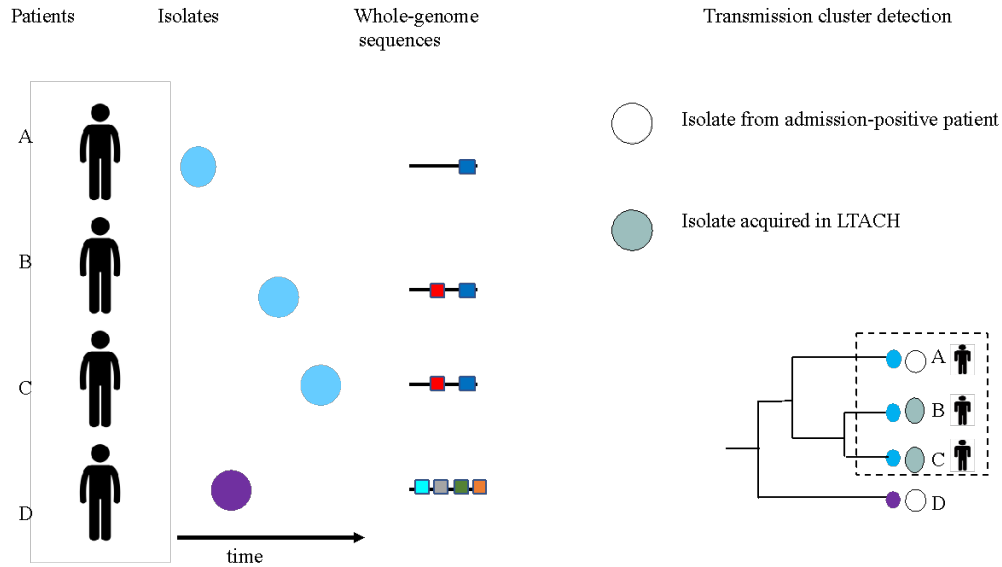 Patients
Isolates
Whole-genome
sequences
Transmission cluster detection
A
B
C
D
time
Isolate from admission-positive patient
Isolate acquired in LTACH
A
B
C
D